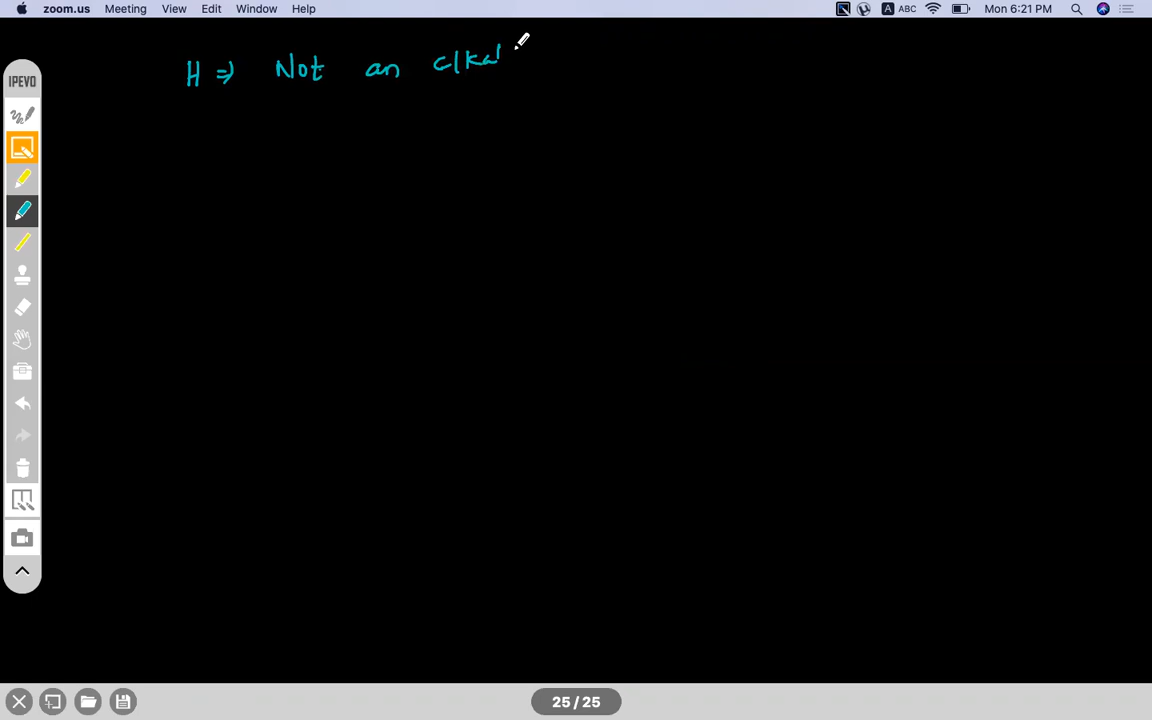 zoom.us Meeting View Edit Window Help A ABC Mon 6:21 PM
H ⇒ Not an alkal
IPEVO
25 / 25